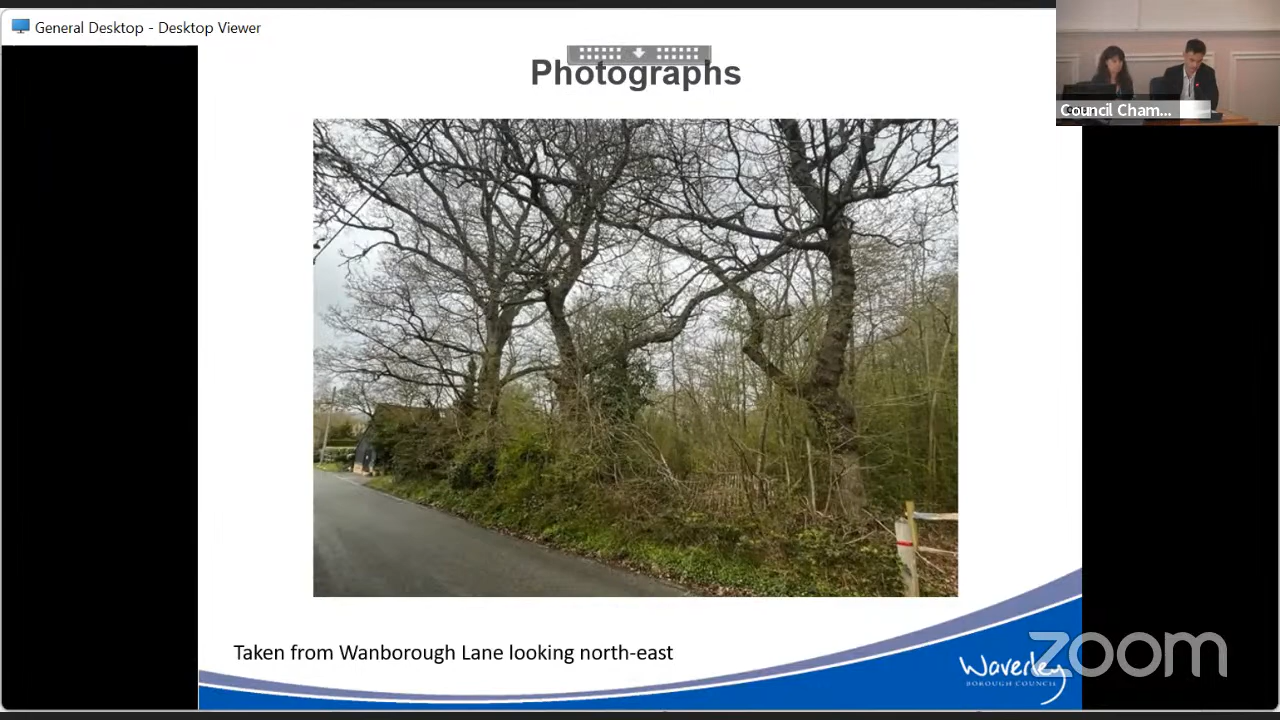 General Desktop - Desktop Viewer
Photographs
Council Cham...
Taken from Wanborough Lane looking north-east
Waverley
BOROUGH COUNCIL
zoom